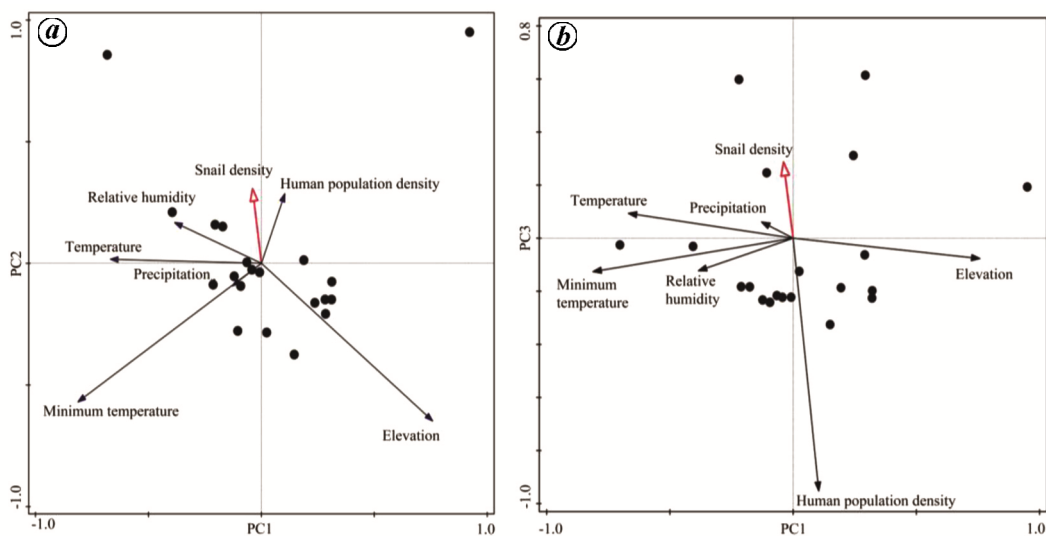 a
1.0
Snail density
Human population density
Relative humidity
Temperature
PC2
Precipitation
Minimum temperature
Elevation
-1.0
-1.0
PC1
1.0
b
0.8
Snail density
Temperature
Precipitation
PC3
Minimum
temperature
Relative
humidity
Elevation
Human population density
-1.0
-1.0
PC1
1.0